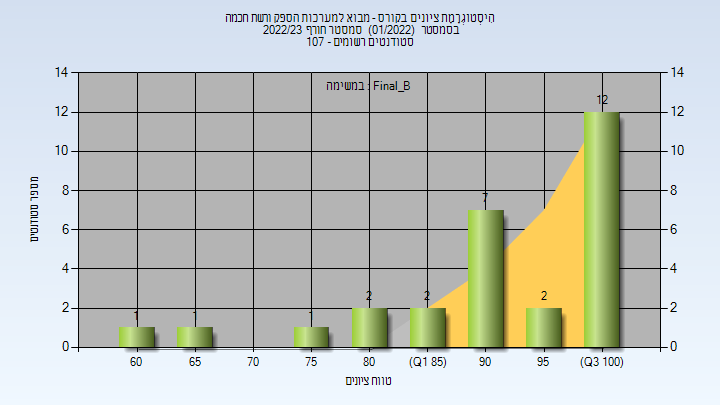 היסטוגרמת ציונים בקורס - מבוא למערכות הספק ורשת חכמה
בסמסטר (01/2022) סמסטר חורף 2022/23
סטודנטים רשומים - 107
במשימה : Final_B
מספר סטודנטים
14 14
12 12
10 10
8 8
6 6
4 4
2 2
0 0
1 1 1 2 2 7 2 12
60 65 70 75 80 (Q1 85) 90 95 (Q3 100)
טווח ציונים